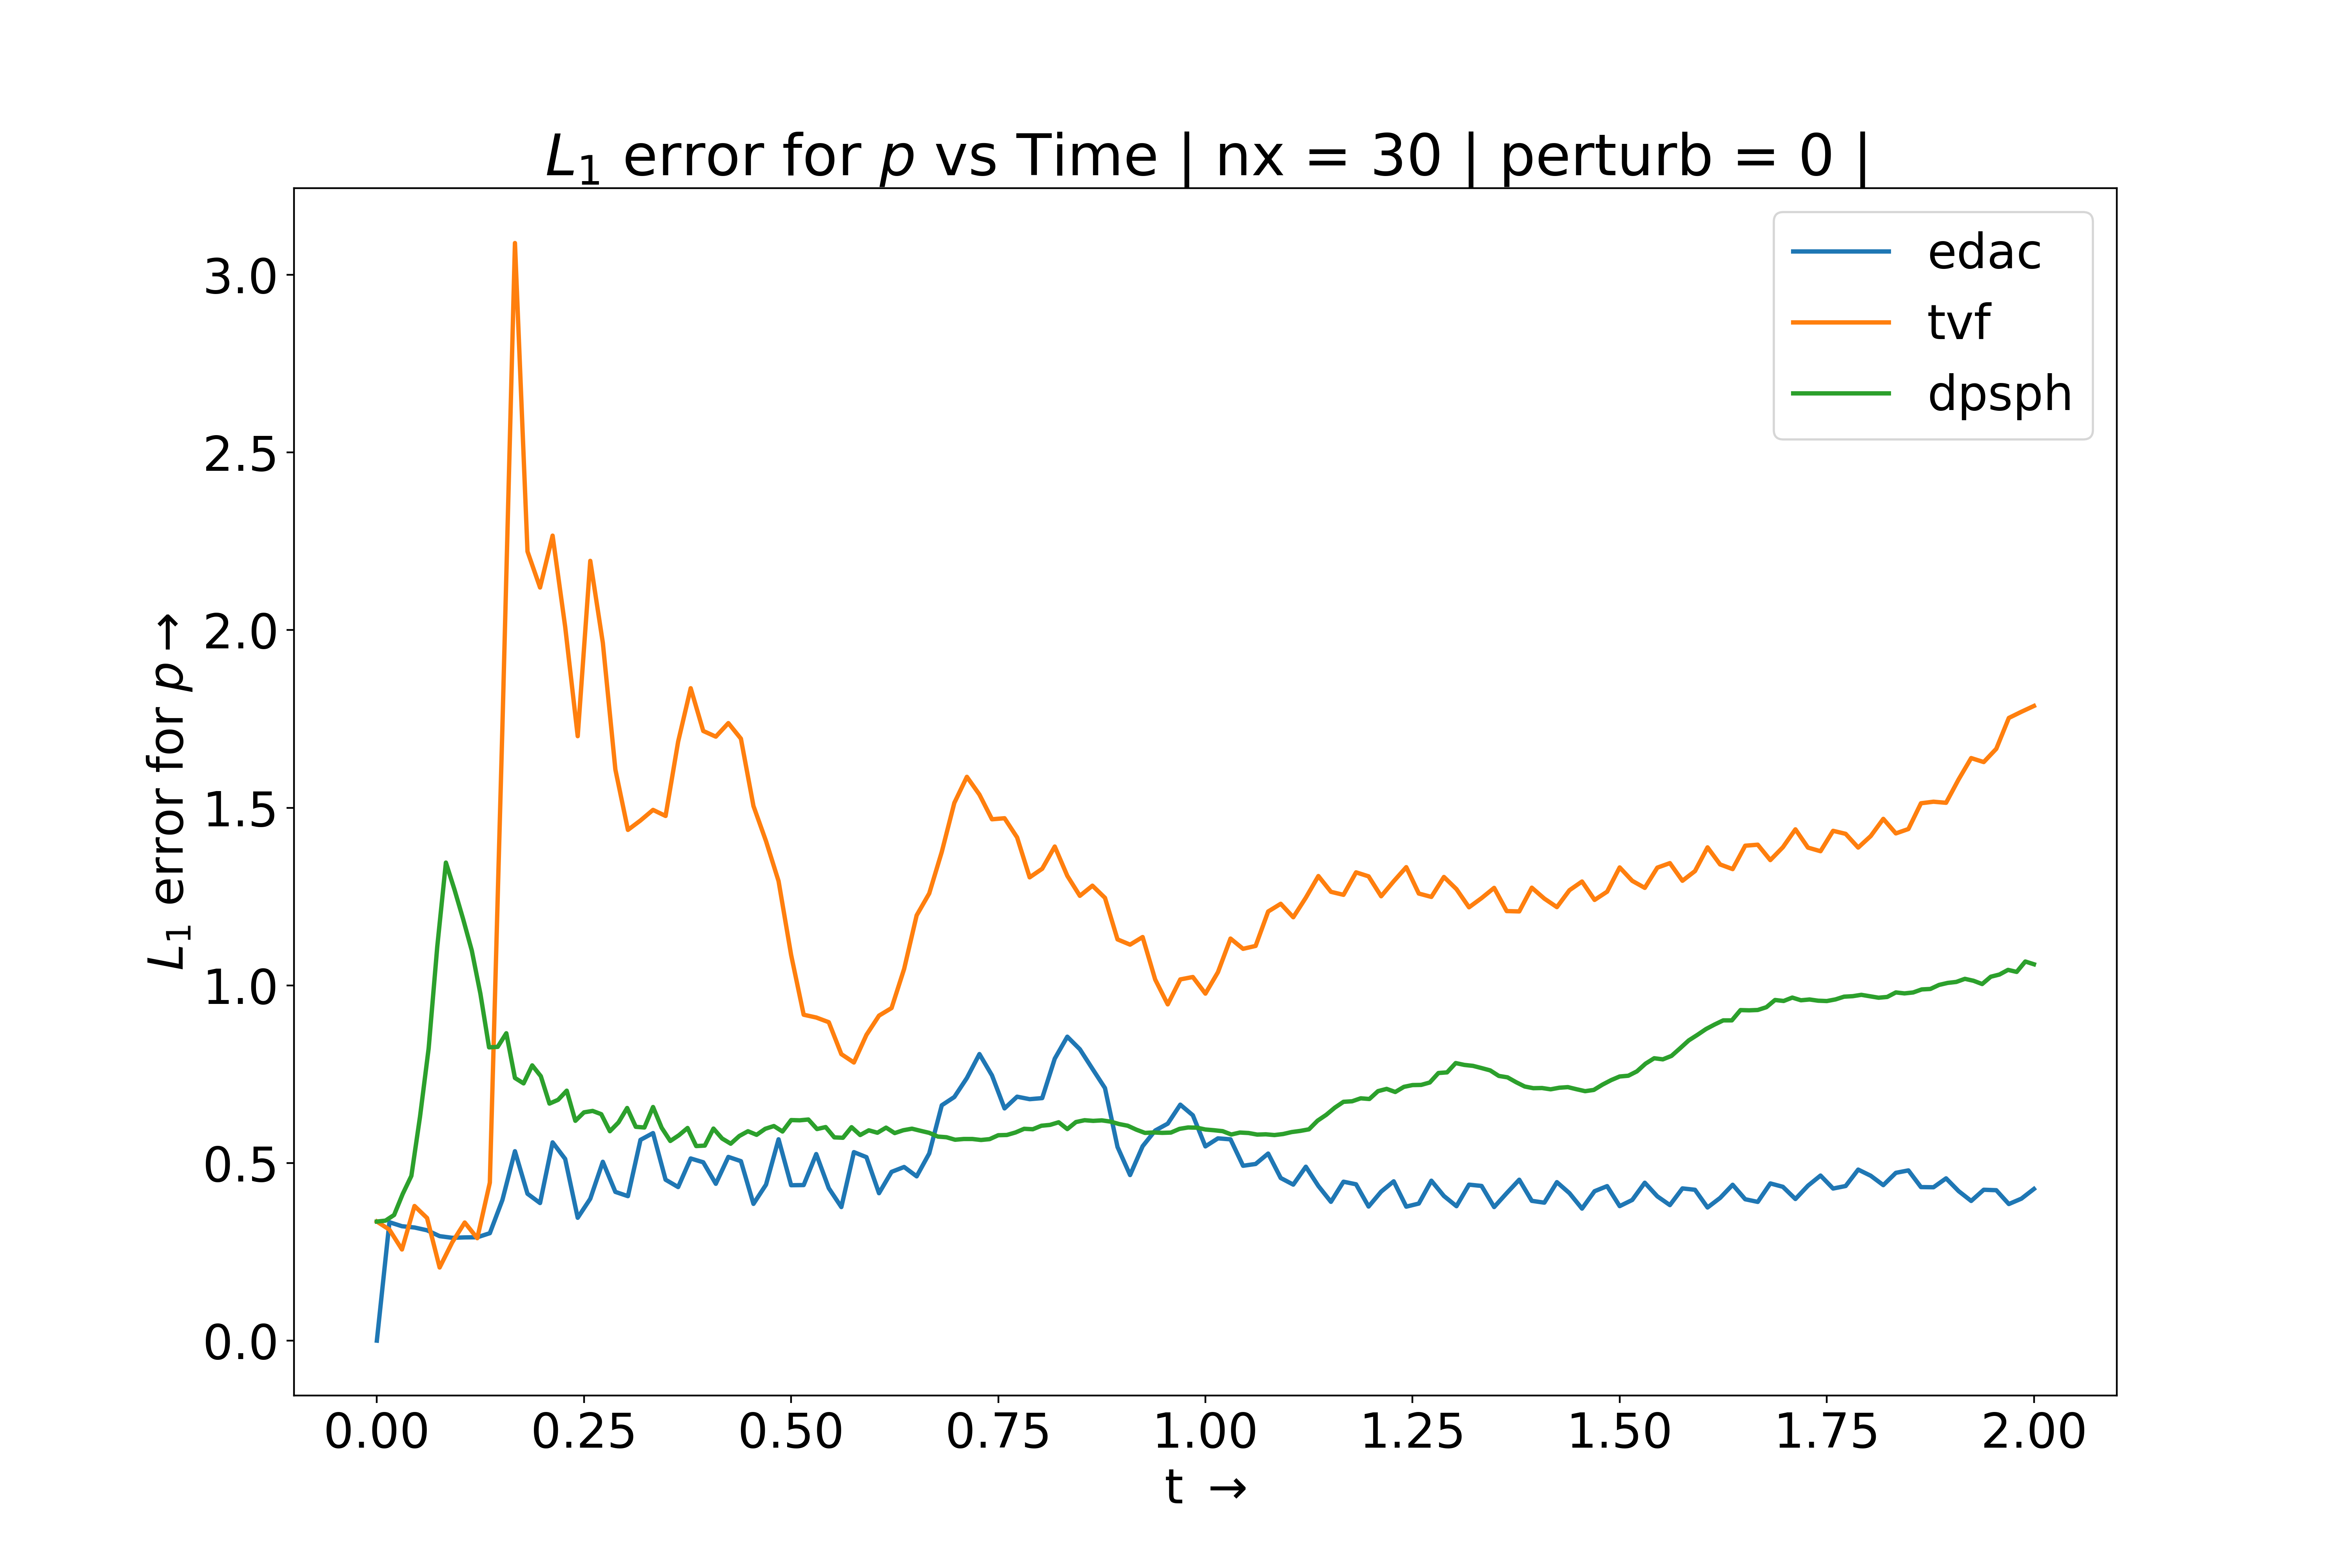 L₁ error for p vs Time | nx = 30 | perturb = 0 |
edac
tvf
dpsph
L₁ error for p→
3.0
2.5
2.0
1.5
1.0
0.5
0.0
0.00 0.25 0.50 0.75 1.00 1.25 1.50 1.75 2.00
t →